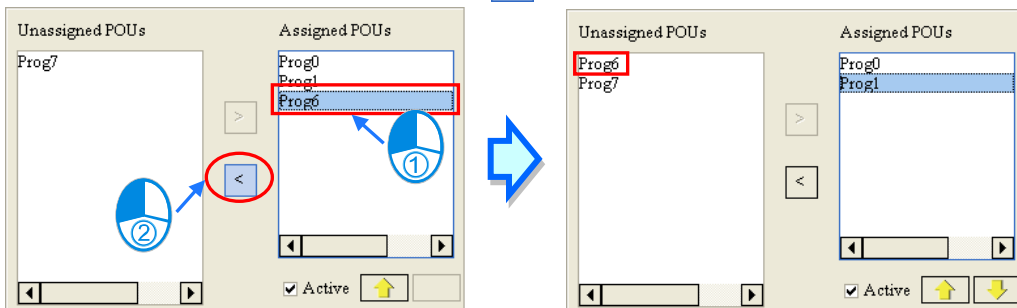 Unassigned POUs
Assigned POUs
Prog7
Prog0
Prog1
Prog6
>
<
①
②
Active
Unassigned POUs
Assigned POUs
Prog6
Prog7
Prog0
Prog1
>
<
Active